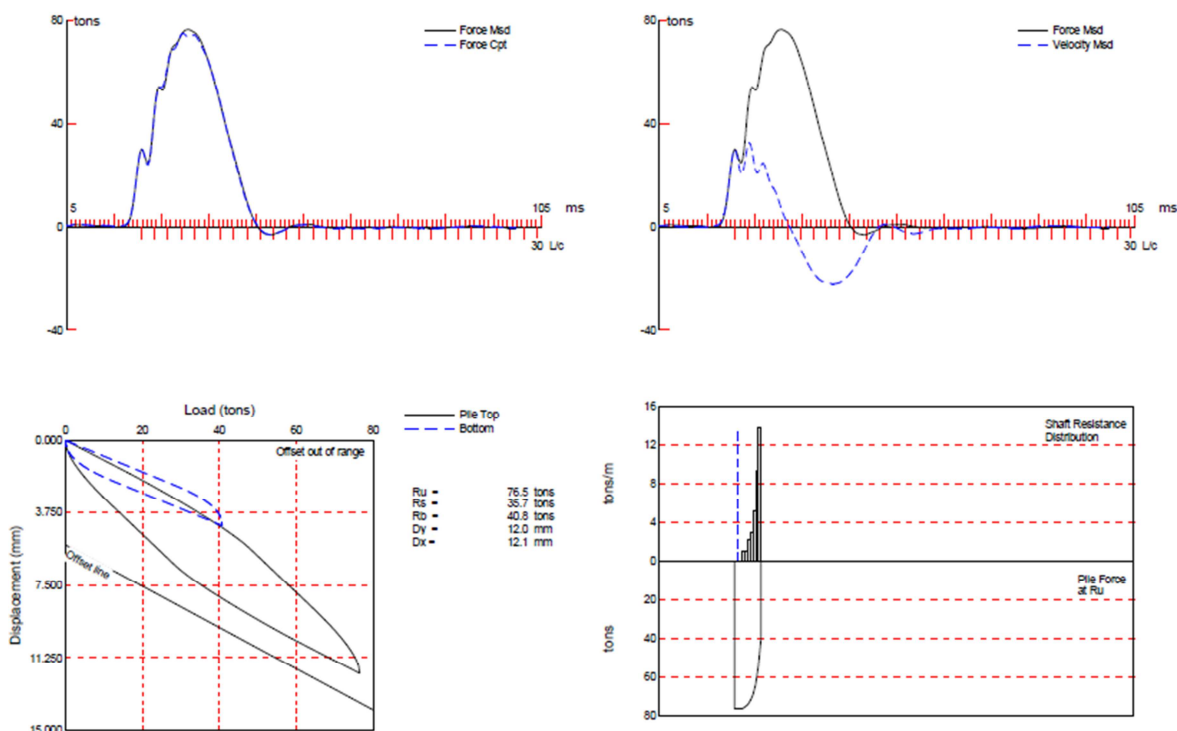 80
tons
Force Msd
Force Cpt
40
5
105
ms
0
30 L/c
-40
80
tons
Force Msd
Velocity Msd
40
5
105
ms
0
30 L/c
-40
Load (tons)
0 20 40 60 80
Pile Top
Bottom
0.000
Offset out of range
3.750
Offset line
7.500
11.250
15.000
Displacement (mm)
Ru = 76.5 tons
Rs = 35.7 tons
Rb = 40.8 tons
Dy = 12.0 mm
Dx = 12.1 mm
16
Shaft Resistance
Distribution
12
8
4
0
tons/m
Pile Force
at Ru
20
40
60
80
tons